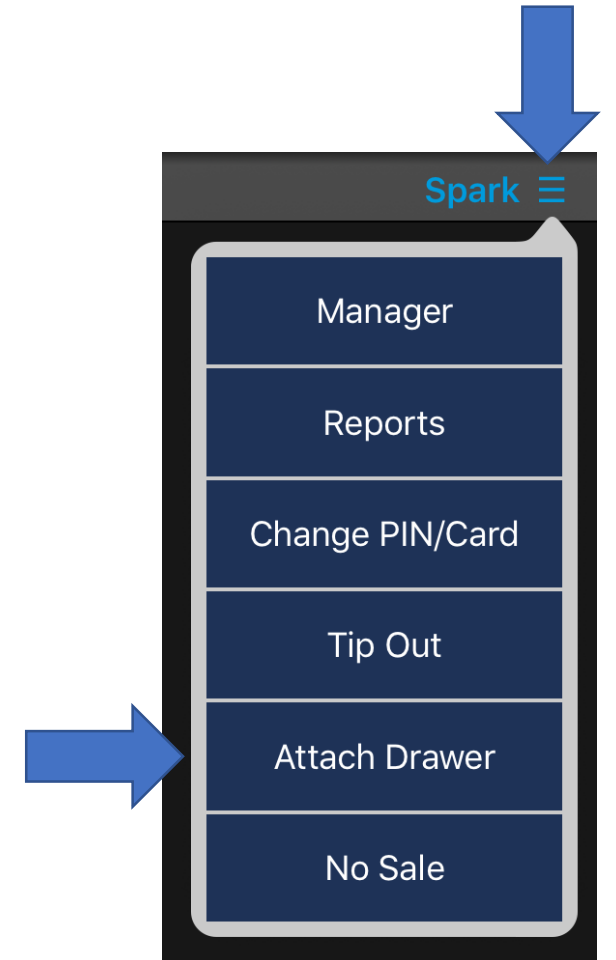 Spark
Manager
Reports
Change PIN/Card
Tip Out
Attach Drawer
No Sale